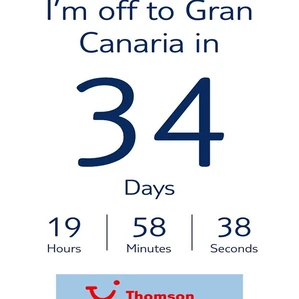 I'm off to Gran
Canaria in
34
Days
19 58 38
Hours Minutes Seconds
Thomson